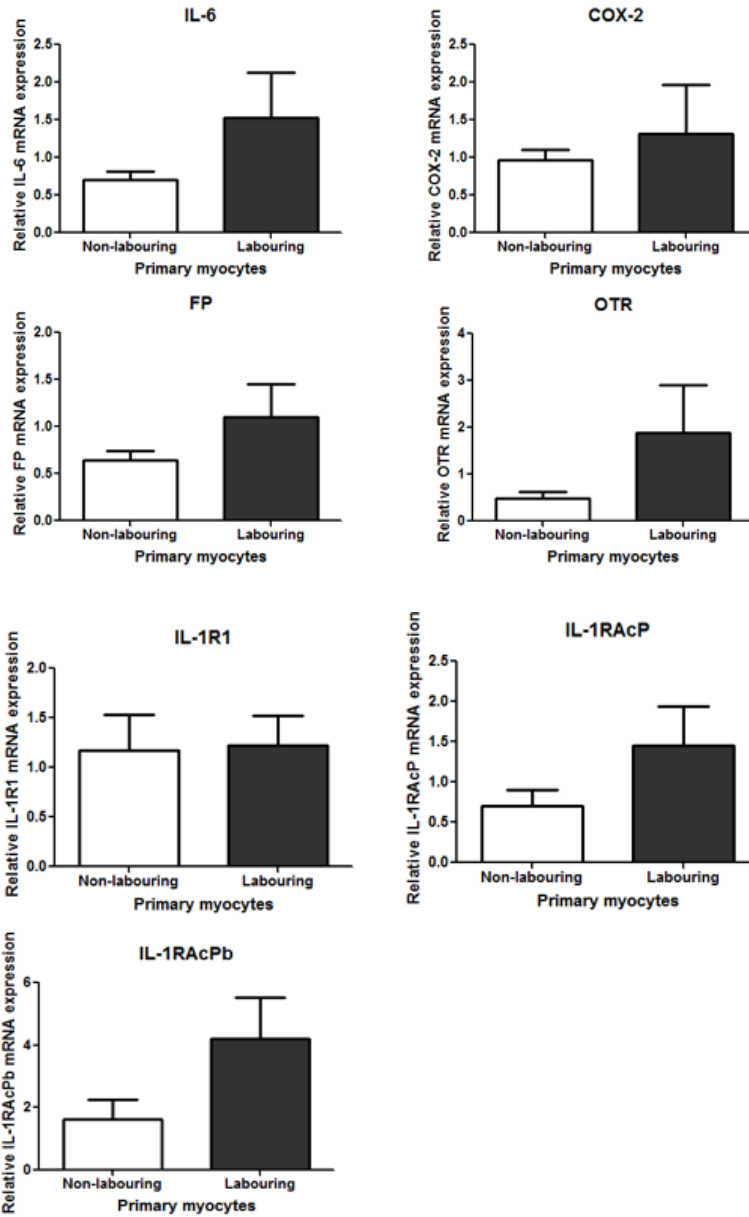 IL-6
Relative IL-6 mRNA expression
2.5
2.0
1.5
1.0
0.5
0.0
Non-labouring Labouring
Primary myocytes
COX-2
Relative COX-2 mRNA expression
2.5
2.0
1.5
1.0
0.5
0.0
Non-labouring Labouring
Primary myocytes
FP
Relative FP mRNA expression
2.0
1.5
1.0
0.5
0.0
Non-labouring Labouring
Primary myocytes
OTR
Relative OTR mRNA expression
4
3
2
1
0
Non-labouring Labouring
Primary myocytes
IL-1R1
Relative IL-1R1 mRNA expression
2.0
1.5
1.0
0.5
0.0
Non-labouring Labouring
Primary myocytes
IL-1RAcP
Relative IL-1RAcP mRNA expression
2.5
2.0
1.5
1.0
0.5
0.0
Non-labouring Labouring
Primary myocytes
IL-1RAcPb
Relative IL-1RAcPb mRNA expression
6
4
2
0
Non-labouring Labouring
Primary myocytes